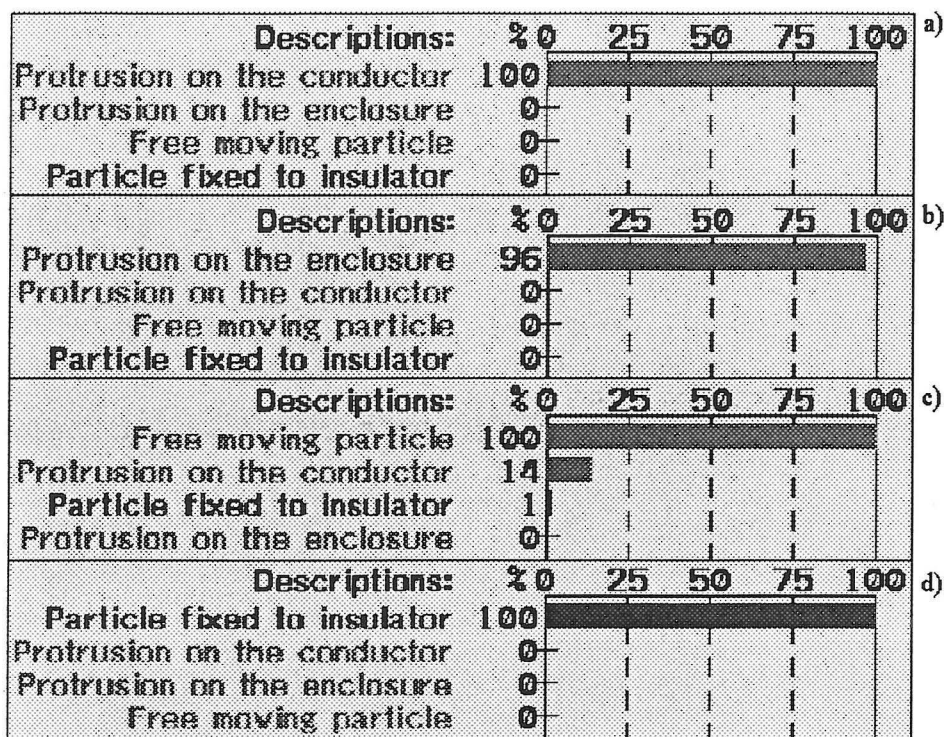 Descriptions: % 0 25 50 75 100 a)
Protrusion on the conductor 100
Protrusion on the enclosure 0
Free moving particle 0
Particle fixed to insulator 0
Descriptions: % 0 25 50 75 100 b)
Protrusion on the enclosure 96
Protrusion on the conductor 0
Free moving particle 0
Particle fixed to insulator 0
Descriptions: % 0 25 50 75 100 c)
Free moving particle 100
Protrusion on the conductor 14
Particle fixed to insulator 1
Protrusion on the enclosure 0
Descriptions: % 0 25 50 75 100 d)
Particle fixed to insulator 100
Protrusion on the conductor 0
Protrusion on the enclosure 0
Free moving particle 0